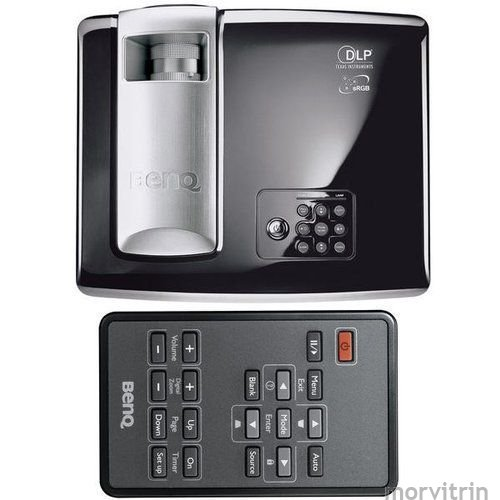 DLP
TEXAS INSTRUMENTS
sRGB
BenQ
LAMP
Menu
Exit
Auto
Mode
Enter
Blank
Source
Volume
Digital
Zoom
Page
Up
Down
Timer
On
Set up
BenQ
morvitrin